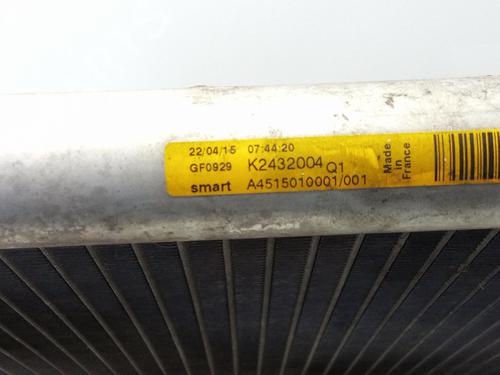 22/04/15 07:44:20
GF0929 K2432004 Q1
smart A4515010001/001
Made
in
France